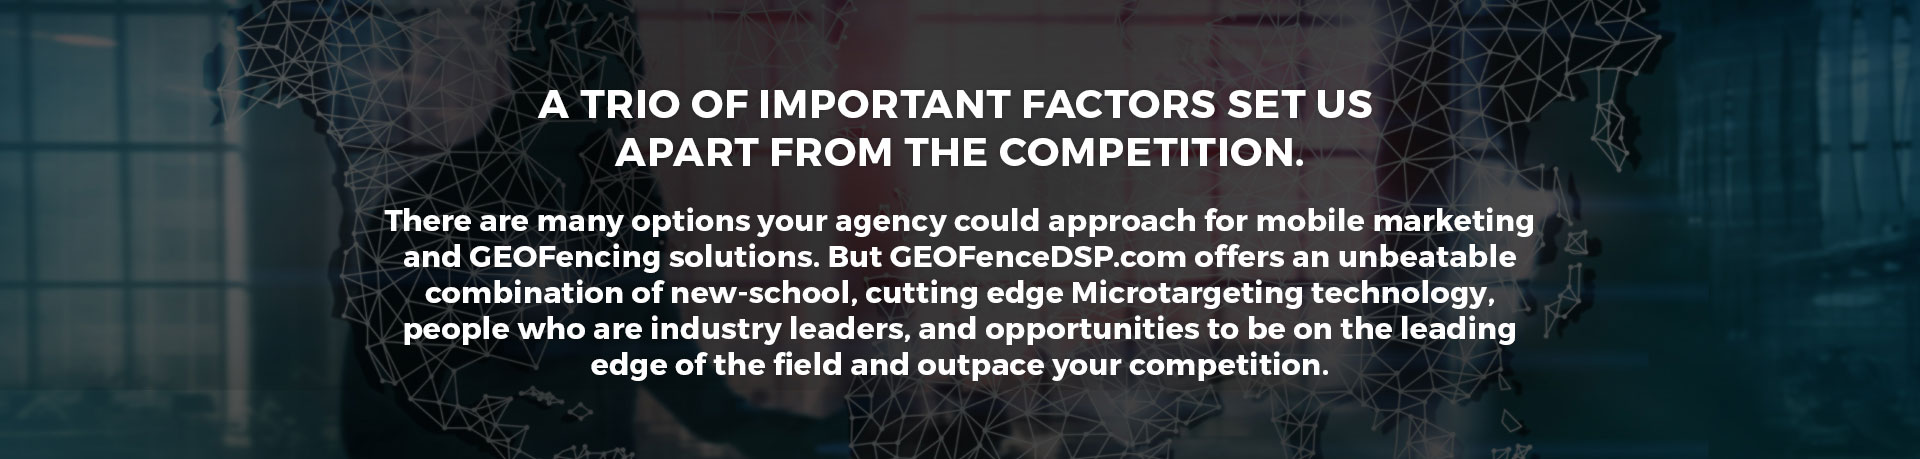 A TRIO OF IMPORTANT FACTORS SET US
APART FROM THE COMPETITION.
There are many options your agency could approach for mobile marketing
and GEOFencing solutions. But GEOFenceDSP.com offers an unbeatable
combination of new-school, cutting edge Microtargeting technology,
people who are industry leaders, and opportunities to be on the leading
edge of the field and outpace your competition.